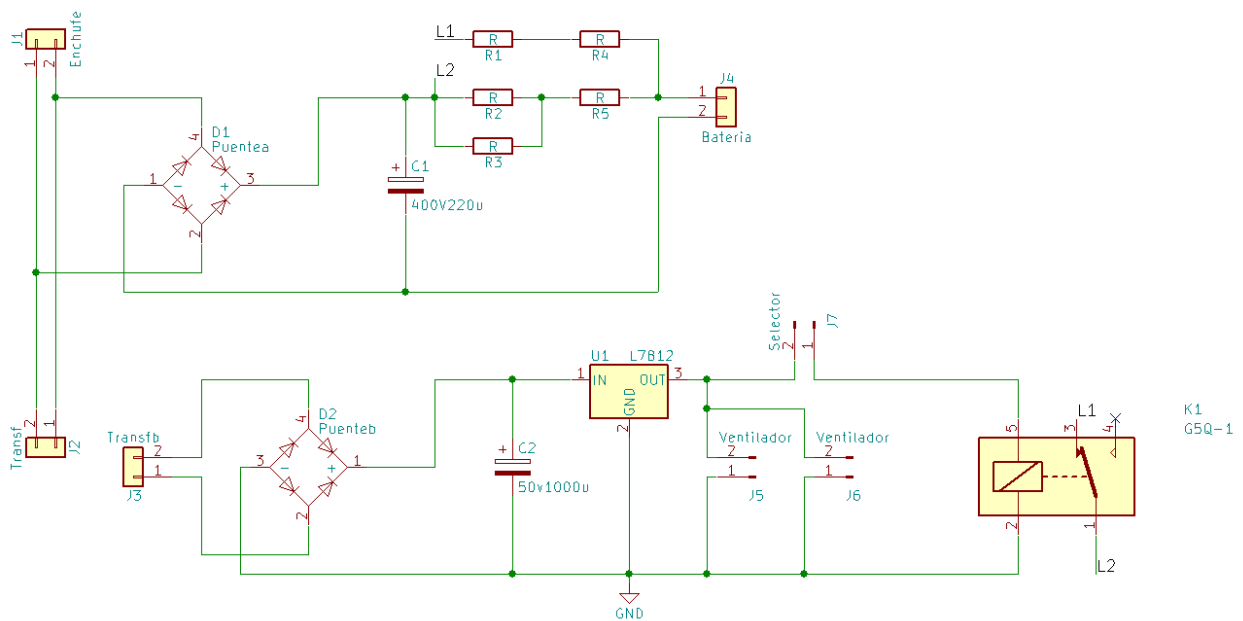 J1
1
2
Enchufe
L1
R
R1
R
R4
L2
R
R2
R
R5
R
R3
J4
1
2
Bateria
D1
Puentea
4
1
-
+
3
2
+
C1
400V220u
Selector
2
1
J7
U1
L7812
1
IN
OUT
3
GND
2
2
1
Transf
J2
Transfb
2
1
J3
D2
Puenteb
4
3
-
+
1
2
+
C2
50v1000u
Ventilador
2
1
J5
Ventilador
2
1
J6
L1
K1
G5Q-1
5
3
4
2
1
L2
GND